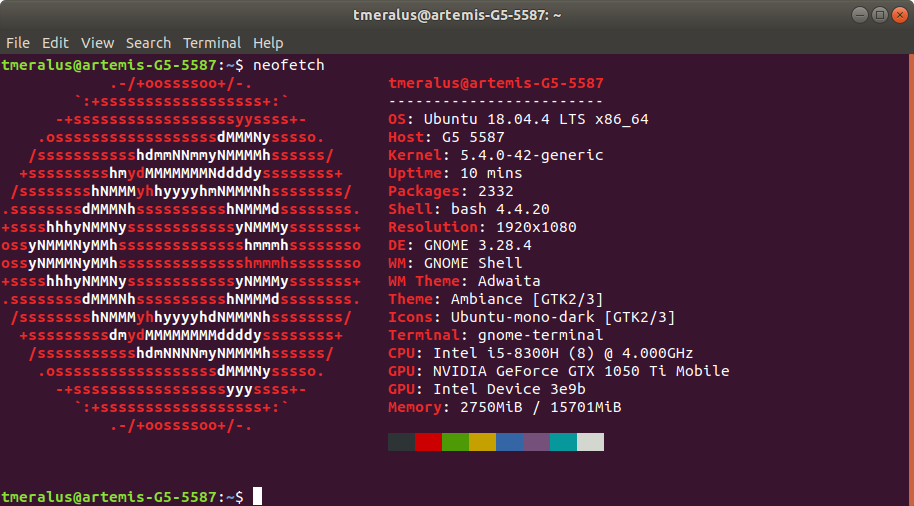 tmeralus@artemis-G5-5587: ~
File Edit View Search Terminal Help
tmeralus@artemis-G5-5587:~$ neofetch
            .-/+oossssoo+/-.               tmeralus@artemis-G5-5587
        `:+ssssssssssssssssss+:`           ------------------------
      -+ssssssssssssssssssyyssss+-         OS: Ubuntu 18.04.4 LTS x86_64
    .ossssssssssssssssssdMMMNysssso.       Host: G5 5587
   /ssssssssssshdmmNNmmyNMMMMhssssss/      Kernel: 5.4.0-42-generic
  +sssssssssshmydMMMMMMMNddddyssssssss+    Uptime: 10 mins
 /sssssssshNMMMyhhyyyyhmNMMMNhssssssss/    Packages: 2332
.ssssssssdMMMNhsssssssssshNMMMdssssssss.   Shell: bash 4.4.20
+sssshhhyNMMNyssssssssssssyNMMMysssssss+   Resolution: 1920x1080
ossyNMMMNyMMhsssssssssssssshmmmhssssssso   DE: GNOME 3.28.4
ossyNMMMNyMMhsssssssssssssshmmmhssssssso   WM: GNOME Shell
+sssshhhyNMMNyssssssssssssyNMMMysssssss+   WM Theme: Adwaita
.ssssssssdMMMNhsssssssssshNMMMdssssssss.   Theme: Ambiance [GTK2/3]
 /sssssssshNMMMyhhyyyyhdNMMMNhssssssss/    Icons: Ubuntu-mono-dark [GTK2/3]
  +sssssssssdmydMMMMMMMMddddyssssssss+     Terminal: gnome-terminal
   /ssssssssssshdmNNNNmyNMMMMhssssss/      CPU: Intel i5-8300H (8) @ 4.000GHz
    .ossssssssssssssssssdMMMNysssso.       GPU: NVIDIA GeForce GTX 1050 Ti Mobile
      -+sssssssssssssssssyyyssss+-         GPU: Intel Device 3e9b
        `:+ssssssssssssssssss+:`           Memory: 2750MiB / 15701MiB
            .-/+oossssoo+/-.
tmeralus@artemis-G5-5587:~$